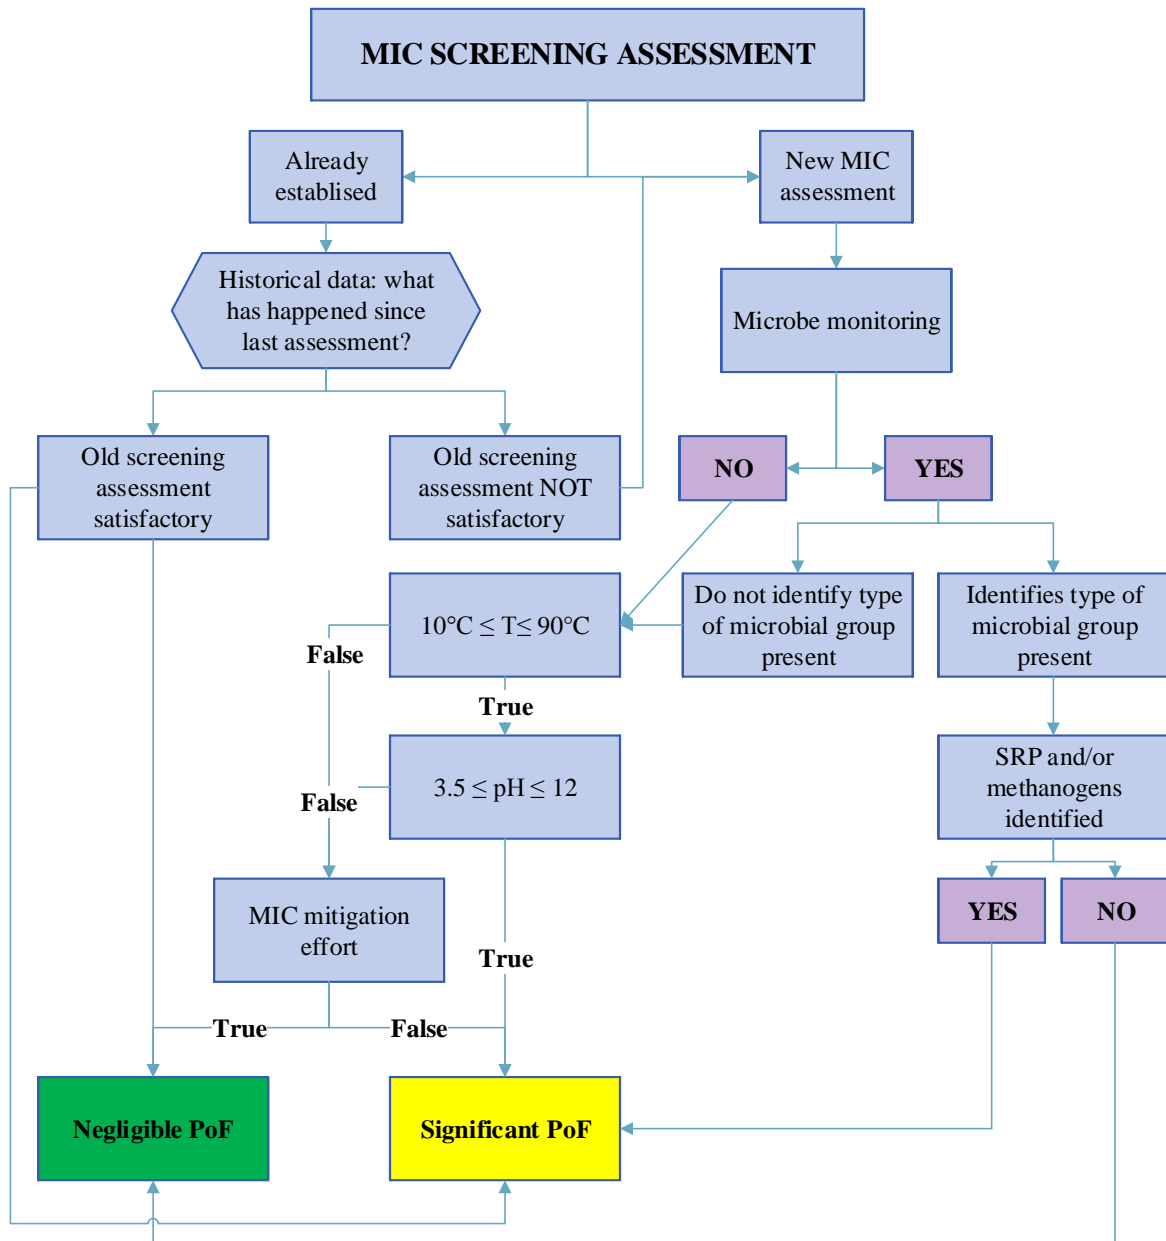 MIC SCREENING ASSESSMENT
Already
establised
New MIC
assessment
Historical data: what
has happened since
last assessment?
Microbe monitoring
Old screening
assessment
satisfactory
Old screening
assessment NOT
satisfactory
NO
YES
10°C ≤ T≤ 90°C
Do not identify type
of microbial group
present
Identifies type of
microbial group
present
False
True
3.5 ≤ pH ≤ 12
SRP and/or
methanogens
identified
False
MIC mitigation
effort
YES
NO
True
True
False
Negligible PoF
Significant PoF